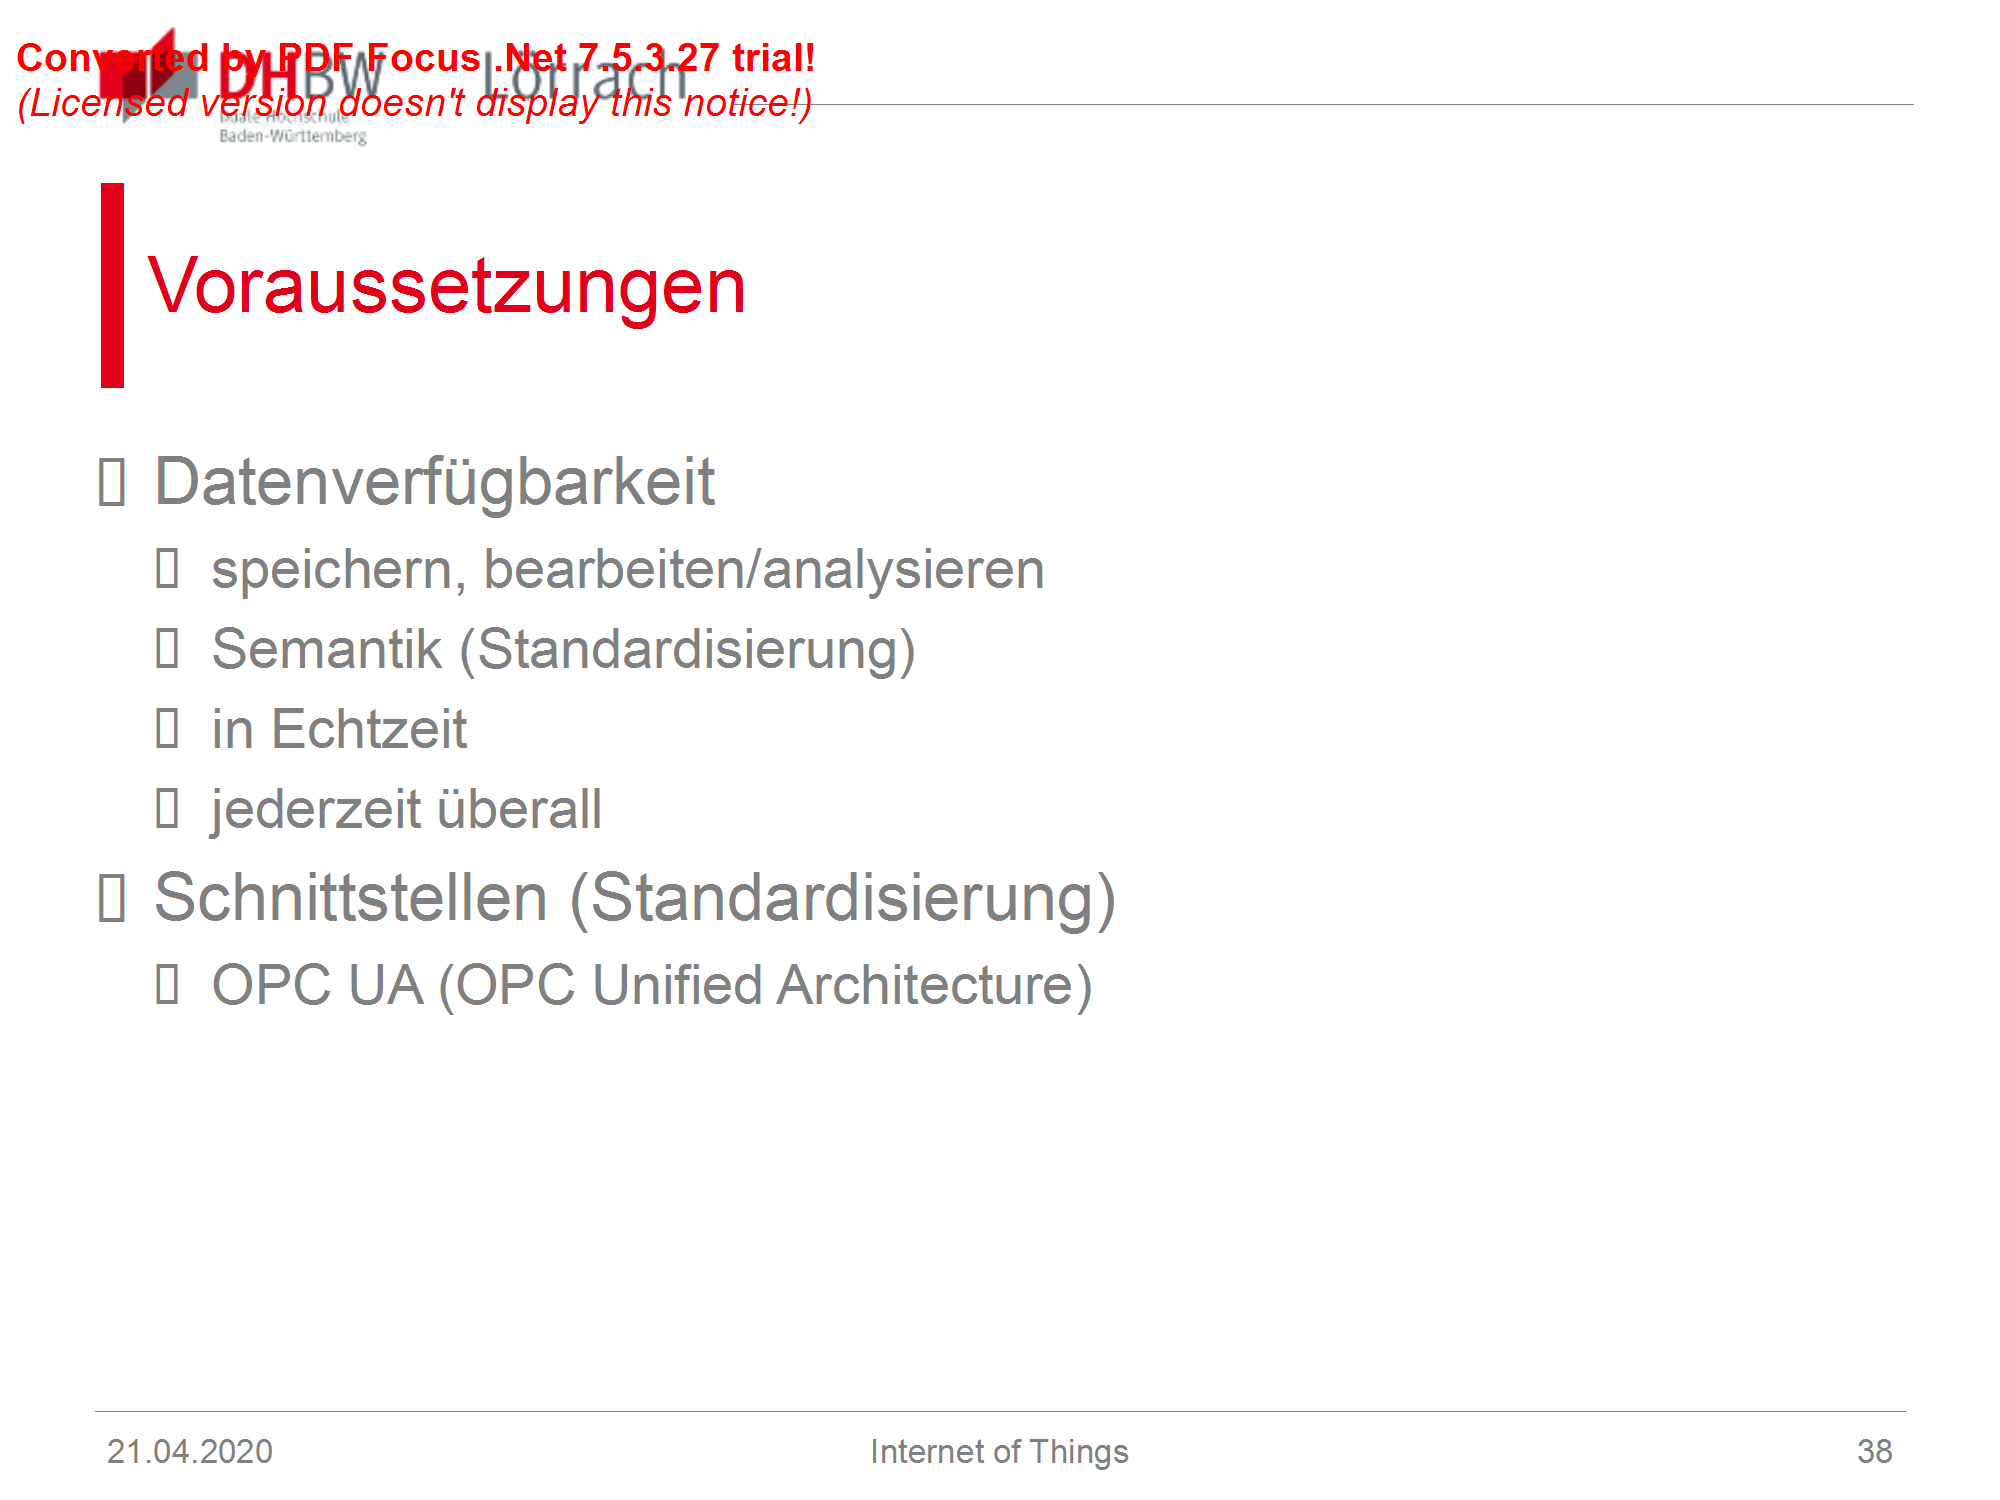 Converted by PDF Focus .Net 7.5.3.27 trial!
(Licensed version doesn't display this notice!)
DHBW Lörrach
Duale Hochschule
Baden-Württemberg
Voraussetzungen
Datenverfügbarkeit
speichern, bearbeiten/analysieren
Semantik (Standardisierung)
in Echtzeit
jederzeit überall
Schnittstellen (Standardisierung)
OPC UA (OPC Unified Architecture)
21.04.2020 Internet of Things 38